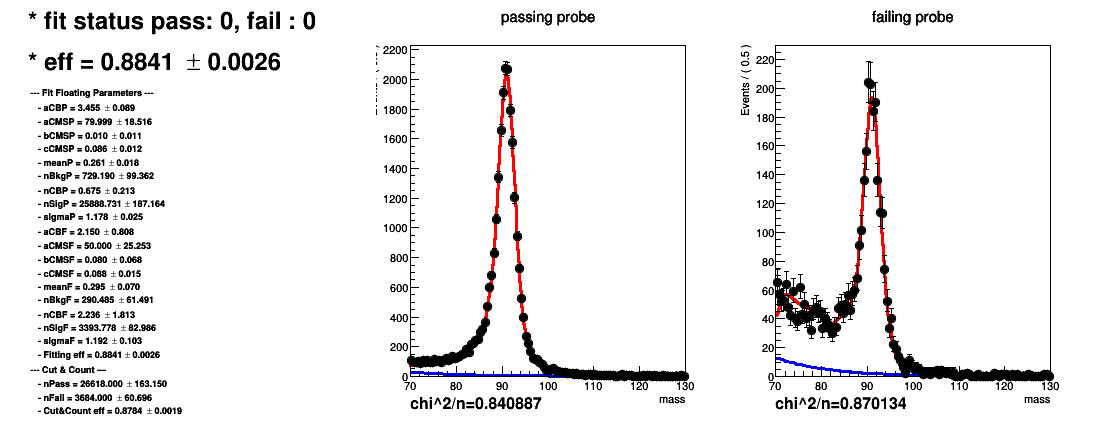 * fit status pass: 0, fail : 0
* eff = 0.8841 ± 0.0026
--- Fit Floating Parameters ---
- aCBP = 3.455 ± 0.089
- aCMSP = 79.999 ± 18.516
- bCMSP = 0.010 ± 0.011
- cCMSP = 0.086 ± 0.012
- meanP = 0.261 ± 0.018
- nBkgP = 729.190 ± 99.362
- nCBP = 0.675 ± 0.213
- nSigP = 25888.731 ± 187.164
- sigmaP = 1.178 ± 0.025
- aCBF = 2.150 ± 0.808
- aCMSF = 50.000 ± 25.253
- bCMSF = 0.080 ± 0.068
- cCMSF = 0.088 ± 0.015
- meanF = 0.295 ± 0.070
- nBkgF = 290.485 ± 61.491
- nCBF = 2.236 ± 1.813
- nSigF = 3393.778 ± 82.986
- sigmaF = 1.192 ± 0.103
- Fitting eff = 0.8841 ± 0.0026
--- Cut & Count ---
- nPass = 26618.000 ± 163.150
- nFail = 3684.000 ± 60.696
- Cut&Count eff = 0.8784 ± 0.0019
passing probe
2200
2000
1800
1600
1400
1200
1000
800
600
400
200
0
70 80 90 100 110 120 130
mass
chi^2/n=0.840887
failing probe
Events / ( 0.5 )
220
200
180
160
140
120
100
80
60
40
20
0
70 80 90 100 110 120 130
mass
chi^2/n=0.870134